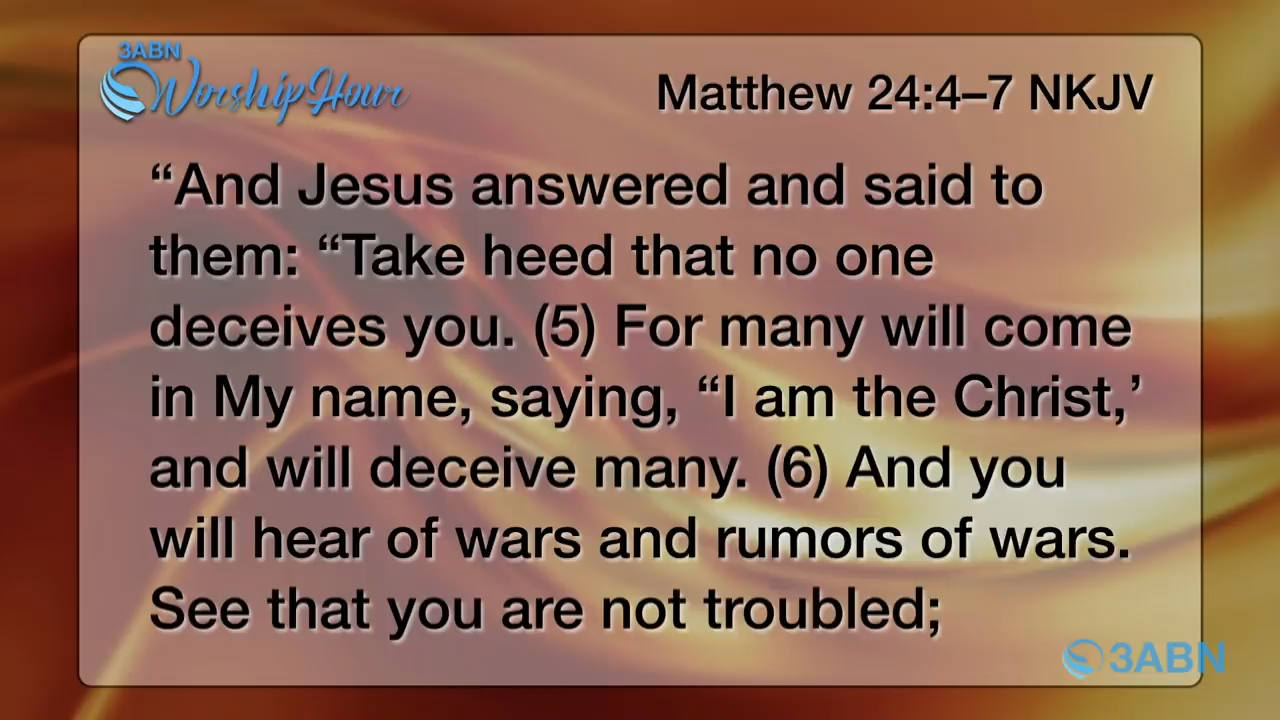 3ABN
Worship Hour
Matthew 24:4–7 NKJV
“And Jesus answered and said to
them: “Take heed that no one
deceives you. (5) For many will come
in My name, saying, “I am the Christ,’
and will deceive many. (6) And you
will hear of wars and rumors of wars.
See that you are not troubled;
3ABN